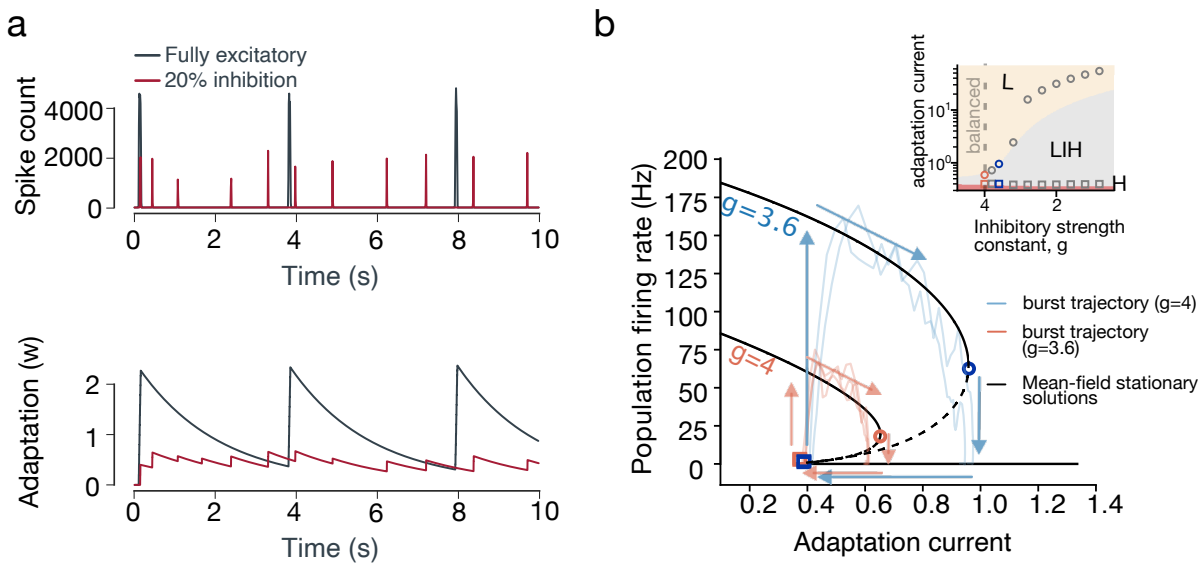 a
Fully excitatory
20% inhibition
Spike count
4000
2000
0
0 2 4 6 8 10
Time (s)
Adaptation (w)
2
1
0
0 2 4 6 8 10
Time (s)
b
adaptation current
10^1
10^0
balanced
L
LIH
H
4 2
Inhibitory strength
constant, g
Population firing rate (Hz)
200
175
150
125
100
75
50
25
0
g=3.6
g=4
0.2 0.4 0.6 0.8 1.0 1.2 1.4
Adaptation current
burst trajectory (g=4)
burst trajectory
(g=3.6)
Mean-field stationary
solutions